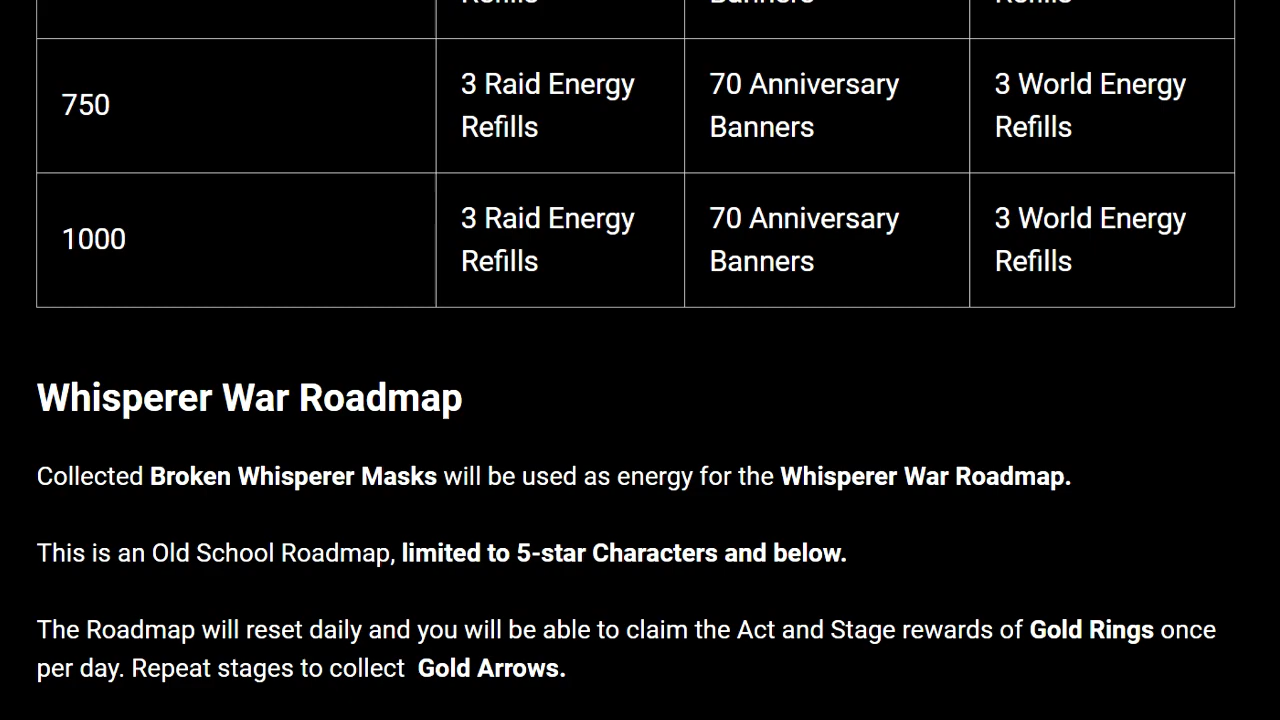 Refills Banners Refills
750
3 Raid Energy
Refills
70 Anniversary
Banners
3 World Energy
Refills
1000
3 Raid Energy
Refills
70 Anniversary
Banners
3 World Energy
Refills
Whisperer War Roadmap
Collected Broken Whisperer Masks will be used as energy for the Whisperer War Roadmap.
This is an Old School Roadmap, limited to 5-star Characters and below.
The Roadmap will reset daily and you will be able to claim the Act and Stage rewards of Gold Rings once
per day. Repeat stages to collect Gold Arrows.